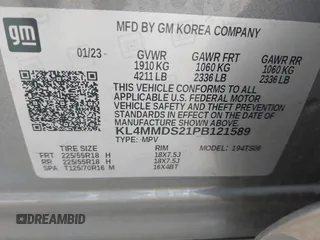 gm
MFD BY GM KOREA COMPANY
01/23 GVWR GAWR FRT GAWR RR
1910 KG 1060 KG 1060 KG
4211 LB 2336 LB 2336 LB
THIS VEHICLE CONFORMS TO ALL
APPLICABLE U.S. FEDERAL MOTOR
VEHICLE SAFETY, BUMPER, AND
THEFT PREVENTION STANDARDS IN
EFFECT ON THE DATE OF
MANUFACTURE SHOWN ABOVE.
KL4MMDS21PB121589
TYPE: MPV MODEL: 194TS06
TIRE SIZE RIM
FRT 225/55R18 H 18X7.5J
RR 225/55R18 H 18X7.5J
SPA T125/70R16 M 16X4BT
DREAMBID